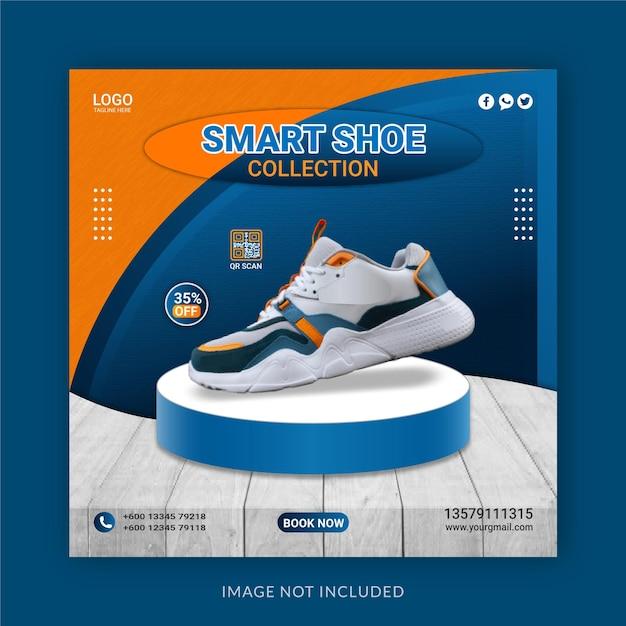 LOGO
TAGLINE HERE
SMART SHOE
COLLECTION
QR SCAN
35%
OFF
+600 12345 79218
+600 12345 79118
BOOK NOW
13579111315
www.yourgmail.com
IMAGE NOT INCLUDED